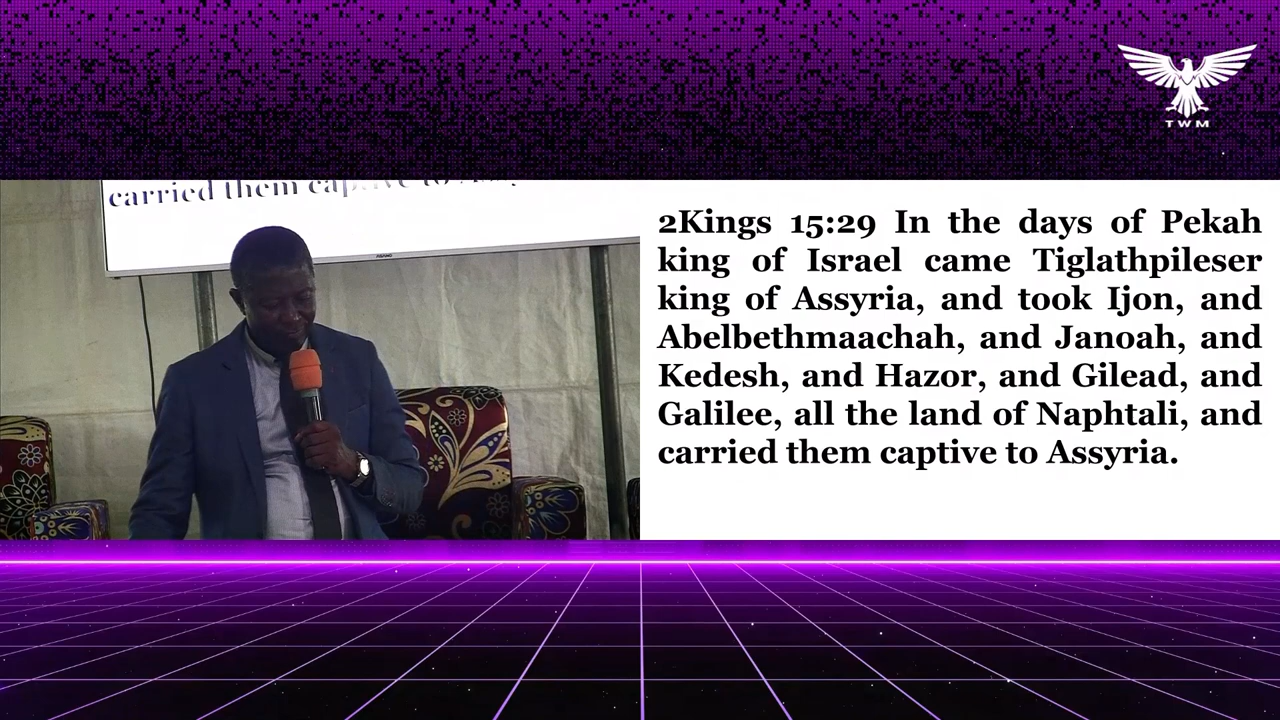 TWM
carried them captive to
2Kings 15:29 In the days of Pekah
king of Israel came Tiglathpileser
king of Assyria, and took Ijon, and
Abelbethmaachah, and Janoah, and
Kedesh, and Hazor, and Gilead, and
Galilee, all the land of Naphtali, and
carried them captive to Assyria.